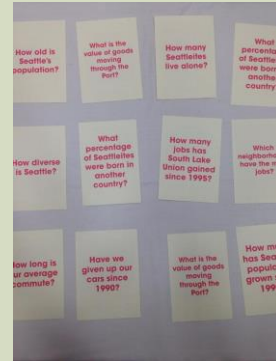 How old is
Seattle's
population?
What is the
value of goods
moving
through the
Port?
How many
Seattleites
live alone?
What
percenta
of Seattle
were born
anothe
country
How diverse
is Seattle?
What
percentage
of Seattleites
were born in
another
country?
How many
jobs has
South Lake
Union gained
since 1995?
Which
neighborho
have the m
jobs?
How long is
ur average
commute?
Have we
given up our
cars since
1990?
What is the
value of goods
moving
through the
Port?
How m
has Sea
popula
grown
199